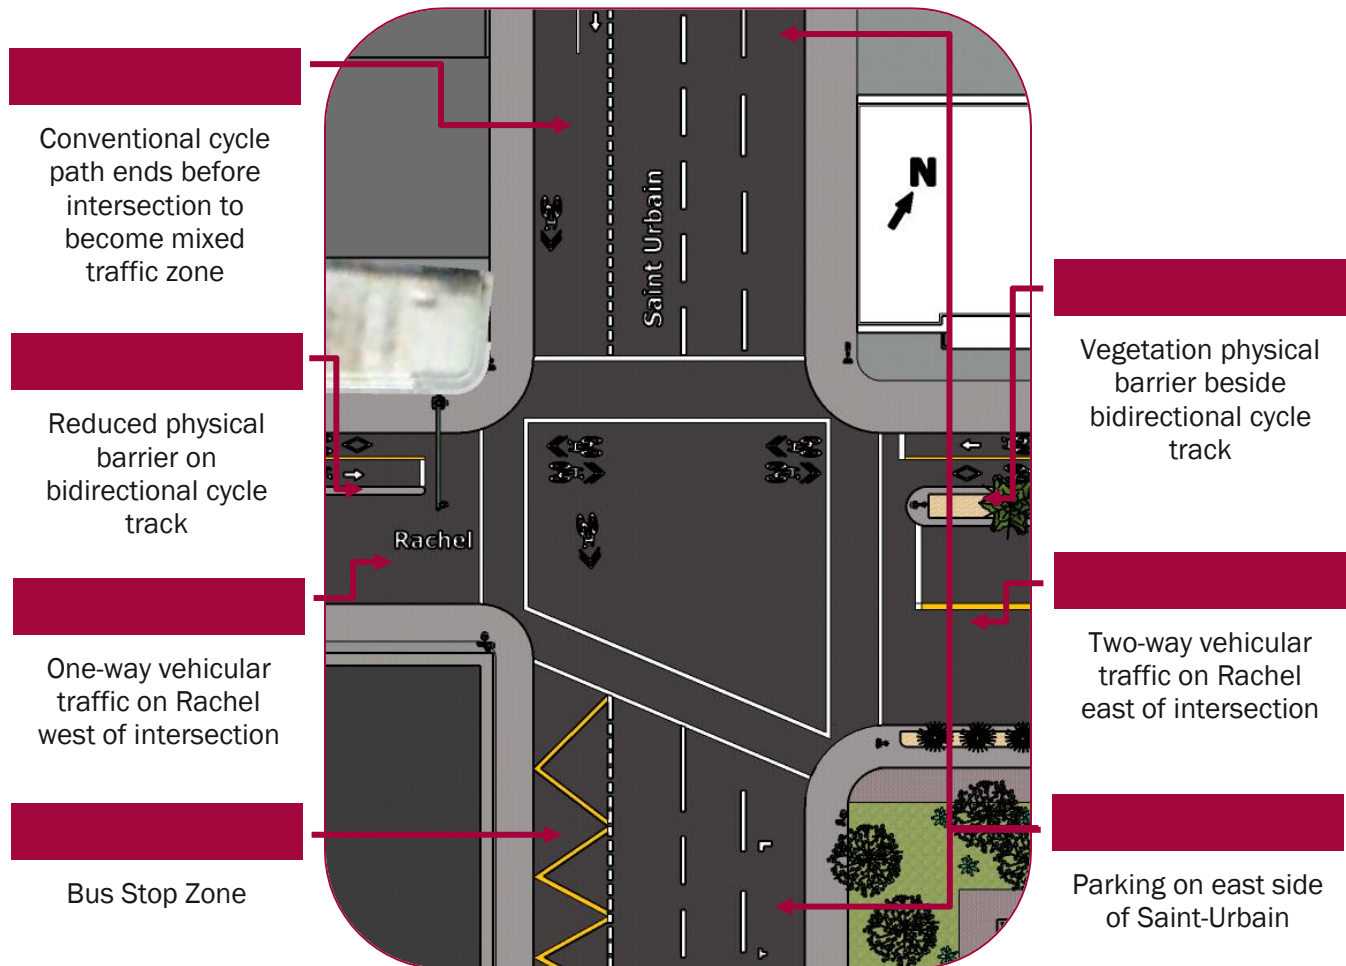 Conventional cycle
path ends before
intersection to
become mixed
traffic zone
Reduced physical
barrier on
bidirectional cycle
track
One-way vehicular
traffic on Rachel
west of intersection
Bus Stop Zone
Saint Urbain
N
Rachel
Vegetation physical
barrier beside
bidirectional cycle
track
Two-way vehicular
traffic on Rachel
east of intersection
Parking on east side
of Saint-Urbain